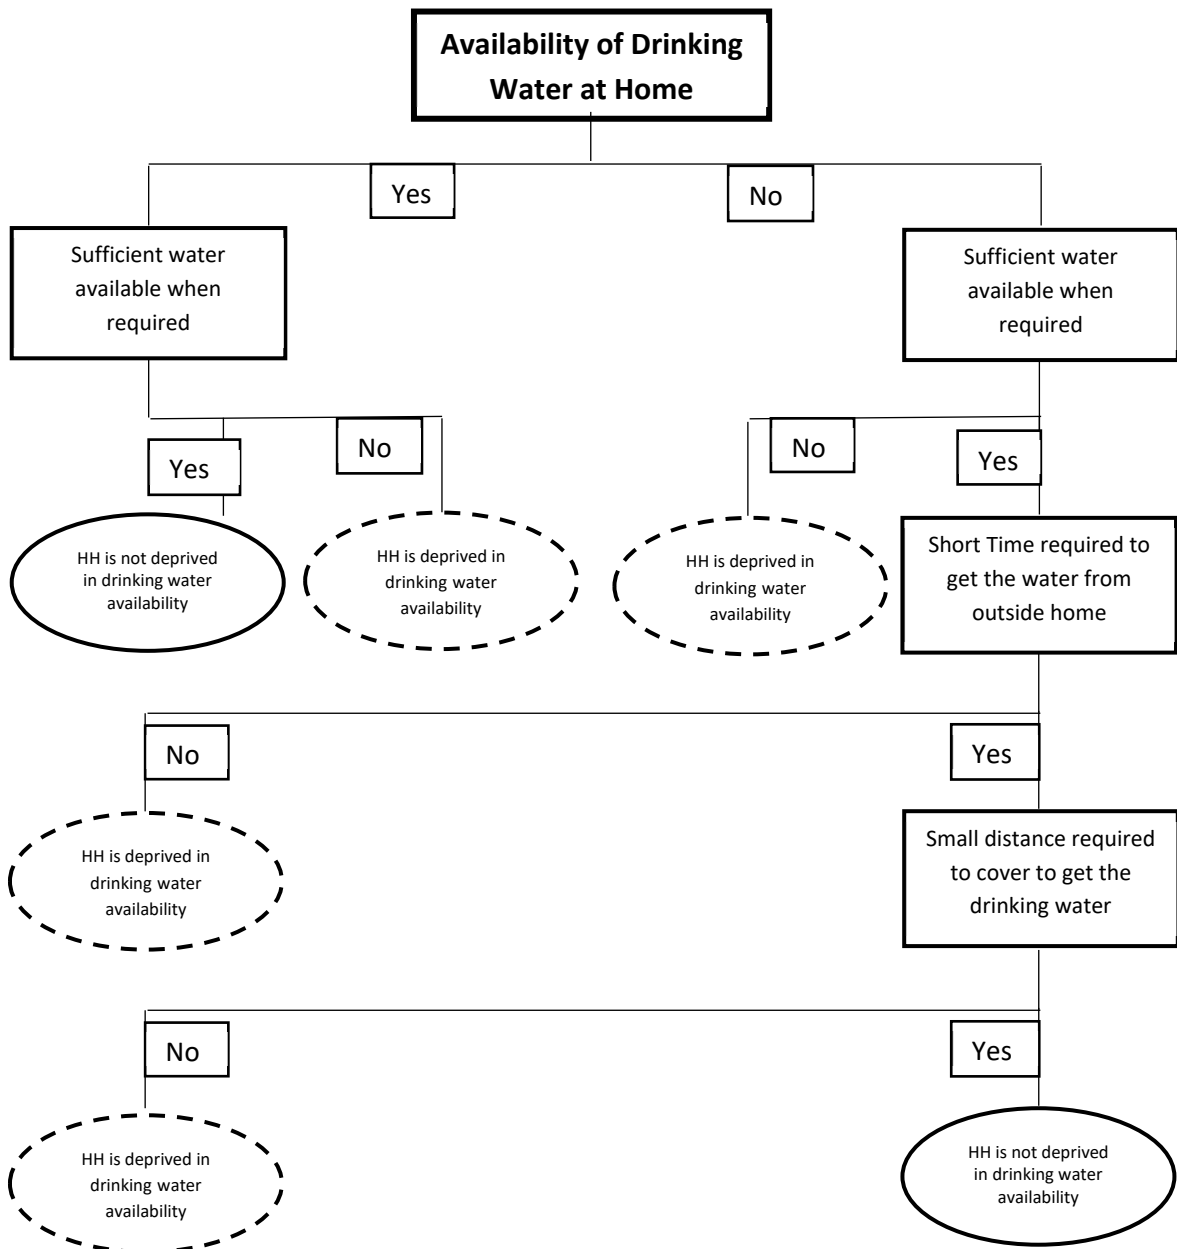 Availability of Drinking
Water at Home
Yes
No
Sufficient water
available when
required
Sufficient water
available when
required
Yes
No
No
Yes
HH is not deprived
in drinking water
availability
HH is deprived in
drinking water
availability
HH is deprived in
drinking water
availability
Short Time required to
get the water from
outside home
No
Yes
HH is deprived in
drinking water
availability
Small distance required
to cover to get the
drinking water
No
Yes
HH is deprived in
drinking water
availability
HH is not deprived
in drinking water
availability